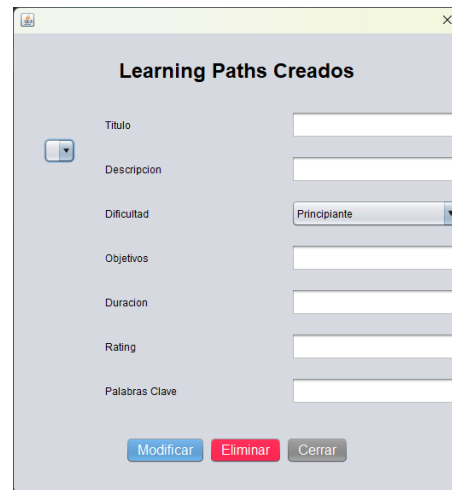 Learning Paths Creados
Titulo
Descripcion
Dificultad Principiante
Objetivos
Duracion
Rating
Palabras Clave
Modificar Eliminar Cerrar